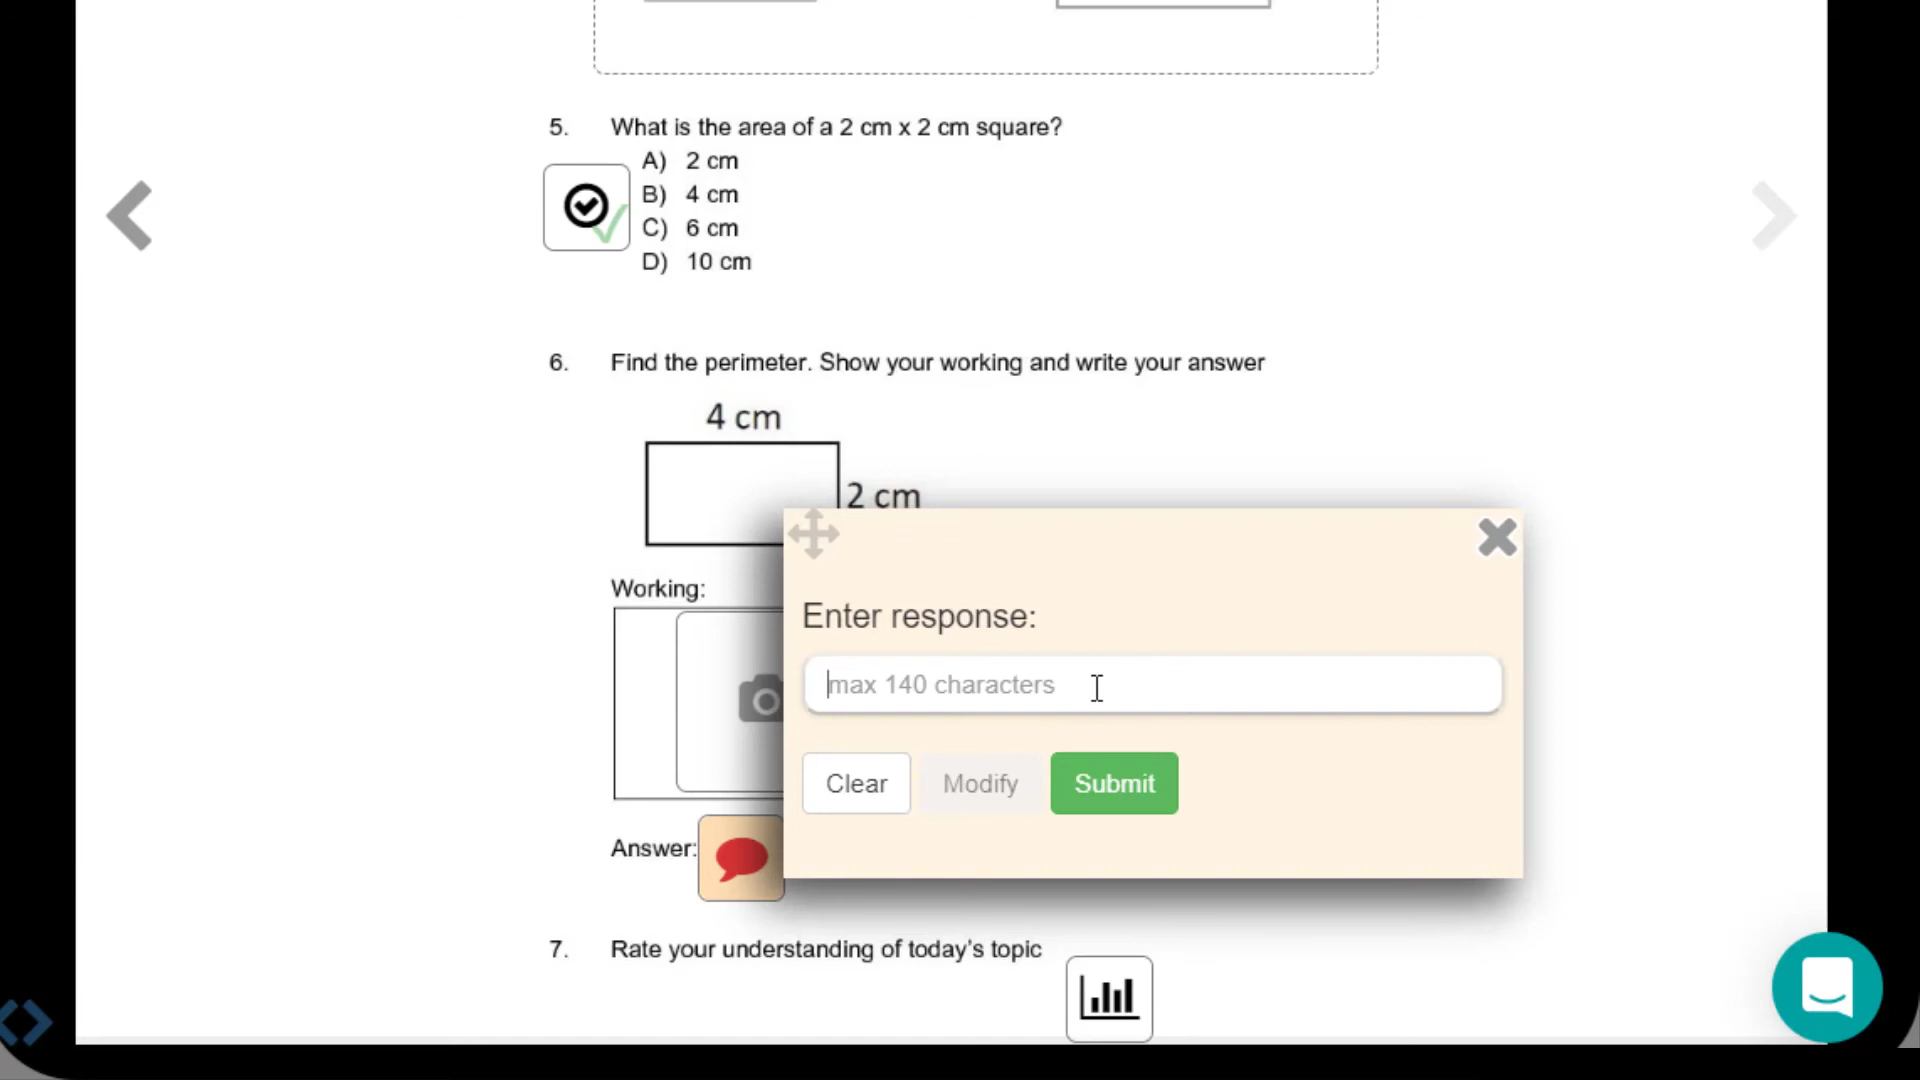 5. What is the area of a 2 cm x 2 cm square?
A) 2 cm
B) 4 cm
C) 6 cm
D) 10 cm
6. Find the perimeter. Show your working and write your answer
4 cm
2 cm
Working:
Enter response:
max 140 characters
Clear Modify Submit
Answer:
7. Rate your understanding of today's topic